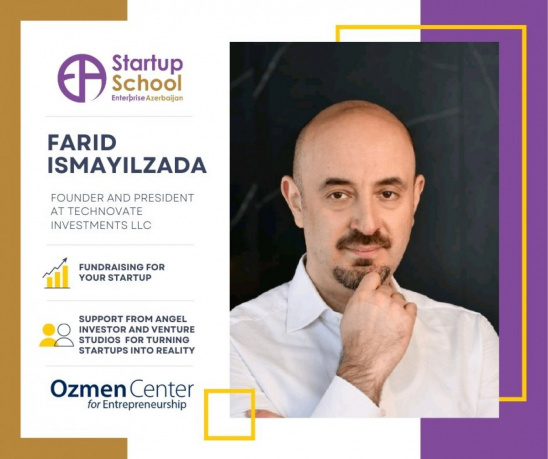 Startup
School
Enterprise Azerbaijan
FARID
ISMAYILZADA
FOUNDER AND PRESIDENT
AT TECHNOVATE
INVESTMENTS LLC
FUNDRAISING FOR
YOUR STARTUP
SUPPORT FROM ANGEL
INVESTOR AND VENTURE
STUDIOS FOR TURNING
STARTUPS INTO REALITY
Ozmen Center
for Entrepreneurship